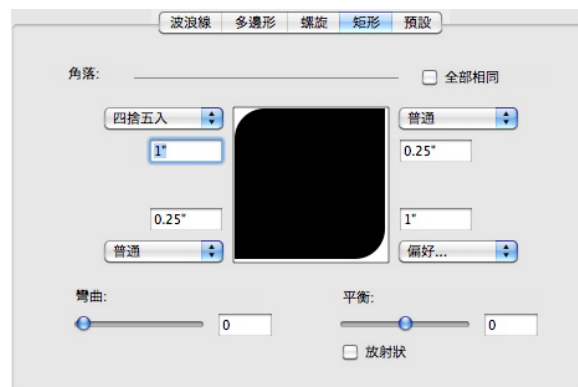 波浪線 多邊形 螺旋 矩形 預設
角落: 全部相同
四捨五入 普通
1" 0.25"
0.25" 1"
普通 偏好...
彎曲: 平衡:
0 0
放射狀